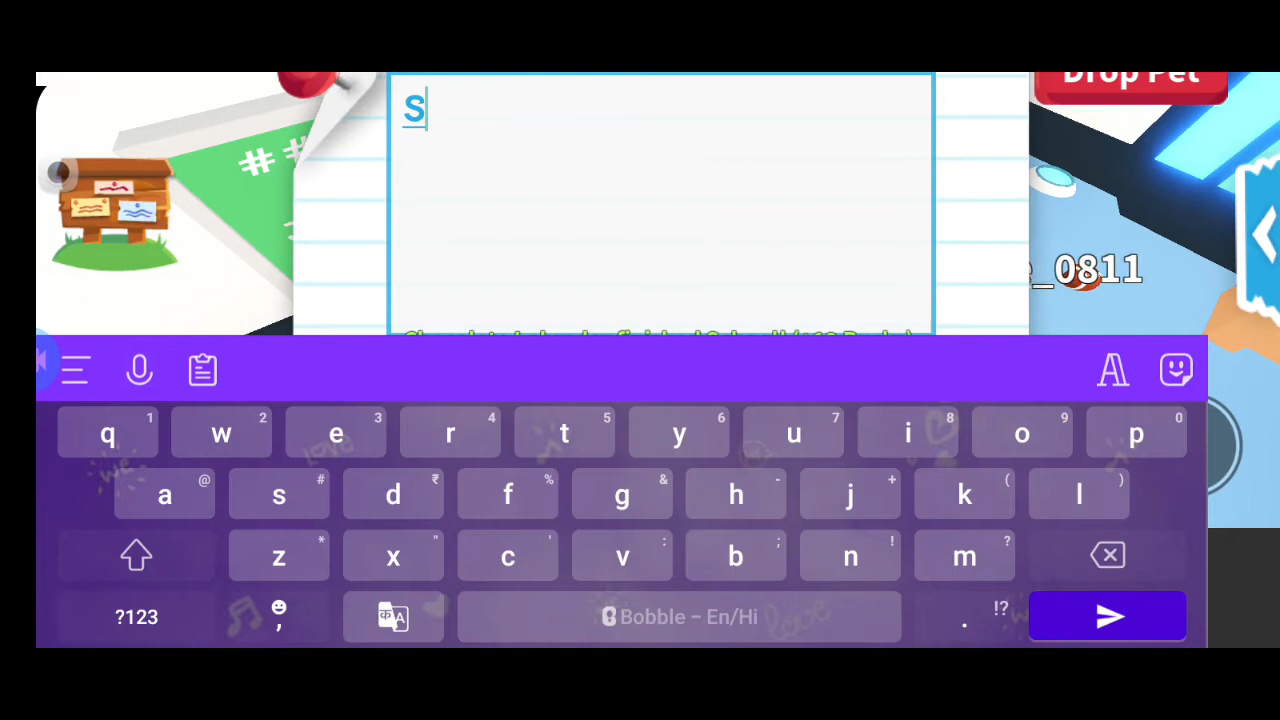 Drop Pet
S
# #
_0811
q 1 w 2 e 3 r 4 t 5 y 6 u 7 i 8 o 9 p 0
a @ s # d ₹ f % g & h - j + k ( l )
z * x " c ' v : b ; n ! m ?
?123 , Bobble – En/Hi . !?